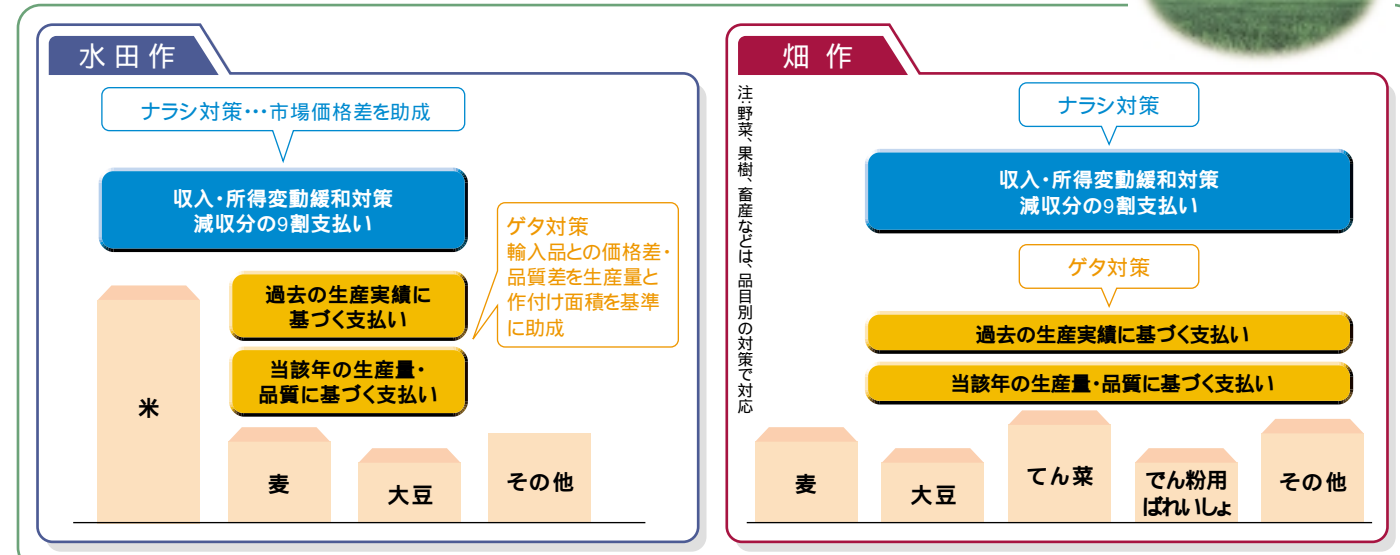 水田作
ナラシ対策…市場価格差を助成
収入・所得変動緩和対策
減収分の9割支払い
ゲタ対策
輸入品との価格差・
品質差を生産量と
作付け面積を基準
に助成
過去の生産実績に
基づく支払い
当該年の生産量・
品質に基づく支払い
米
麦
大豆
その他
畑作
注:野菜、果樹、畜産などは、品目別の対策で対応
ナラシ対策
収入・所得変動緩和対策
減収分の9割支払い
ゲタ対策
過去の生産実績に基づく支払い
当該年の生産量・品質に基づく支払い
麦
大豆
てん菜
でん粉用
ばれいしょ
その他